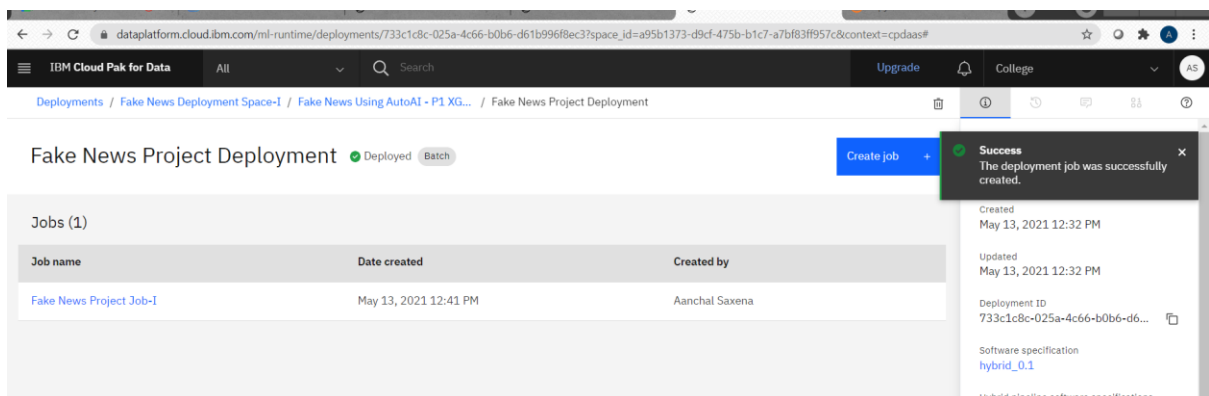 dataplatform.cloud.ibm.com/ml-runtime/deployments/733c1c8c-025a-4c66-b0b6-d61b996f8ec3?space_id=a95b1373-d9cf-475b-b1c7-a7bf83ff957c&context=cpdaas#
A
IBM Cloud Pak for Data All Search Upgrade College AS
Deployments / Fake News Deployment Space-I / Fake News Using AutoAI - P1 XG... / Fake News Project Deployment
Fake News Project Deployment Deployed Batch
Create job +
Success
The deployment job was successfully
created.
Jobs (1)
Created
May 13, 2021 12:32 PM
Job name Date created Created by
Updated
May 13, 2021 12:32 PM
Fake News Project Job-I May 13, 2021 12:41 PM Aanchal Saxena
Deployment ID
733c1c8c-025a-4c66-b0b6-d6...
Software specification
hybrid_0.1